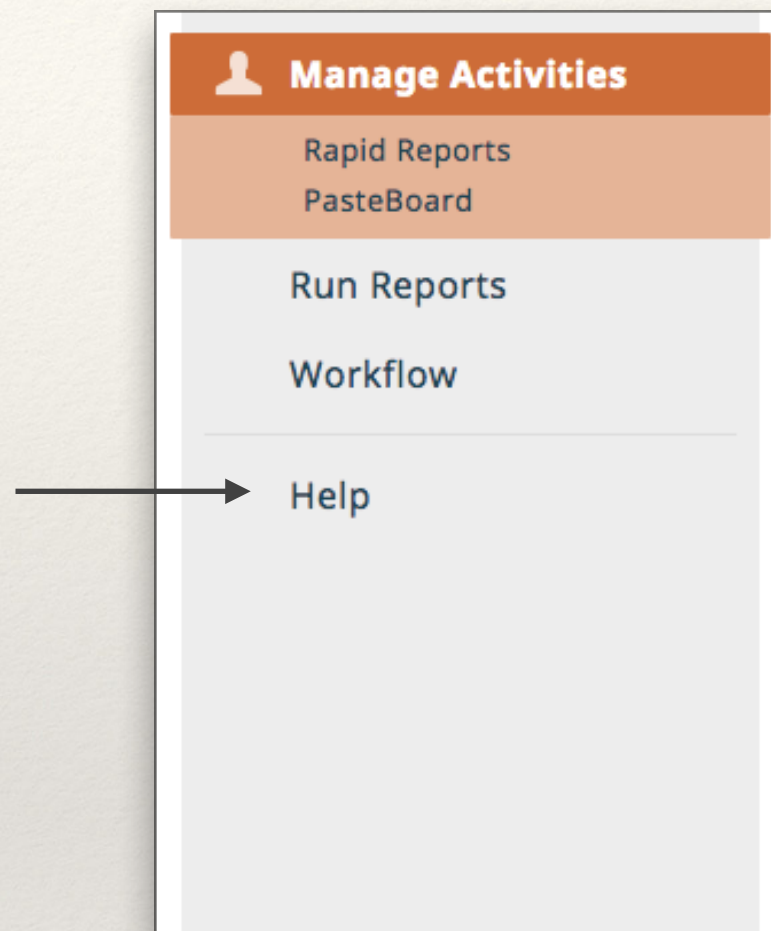 Manage Activities
Rapid Reports
PasteBoard
Run Reports
Workflow
Help